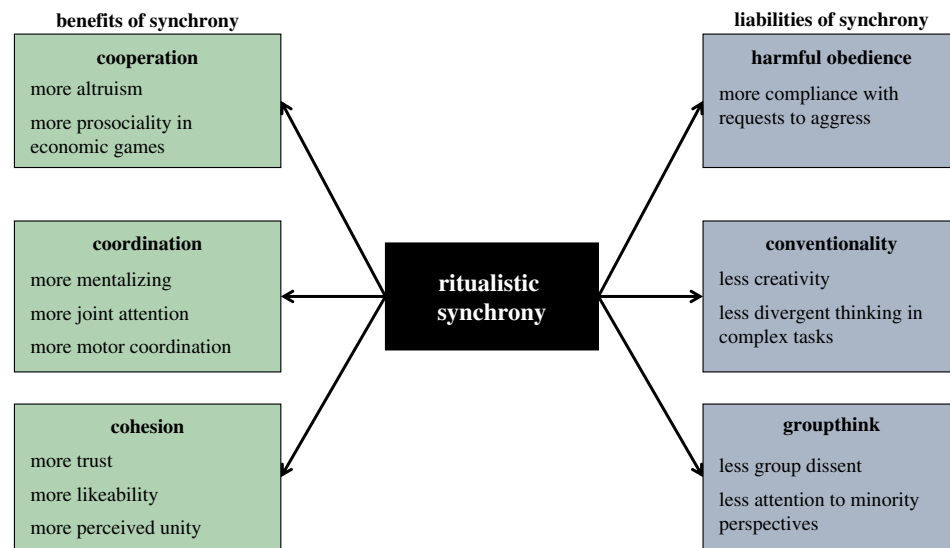 benefits of synchrony
cooperation
more altruism
more prosociality in
economic games
coordination
more mentalizing
more joint attention
more motor coordination
cohesion
more trust
more likeability
more perceived unity
ritualistic
synchrony
liabilities of synchrony
harmful obedience
more compliance with
requests to aggress
conventionality
less creativity
less divergent thinking in
complex tasks
groupthink
less group dissent
less attention to minority
perspectives